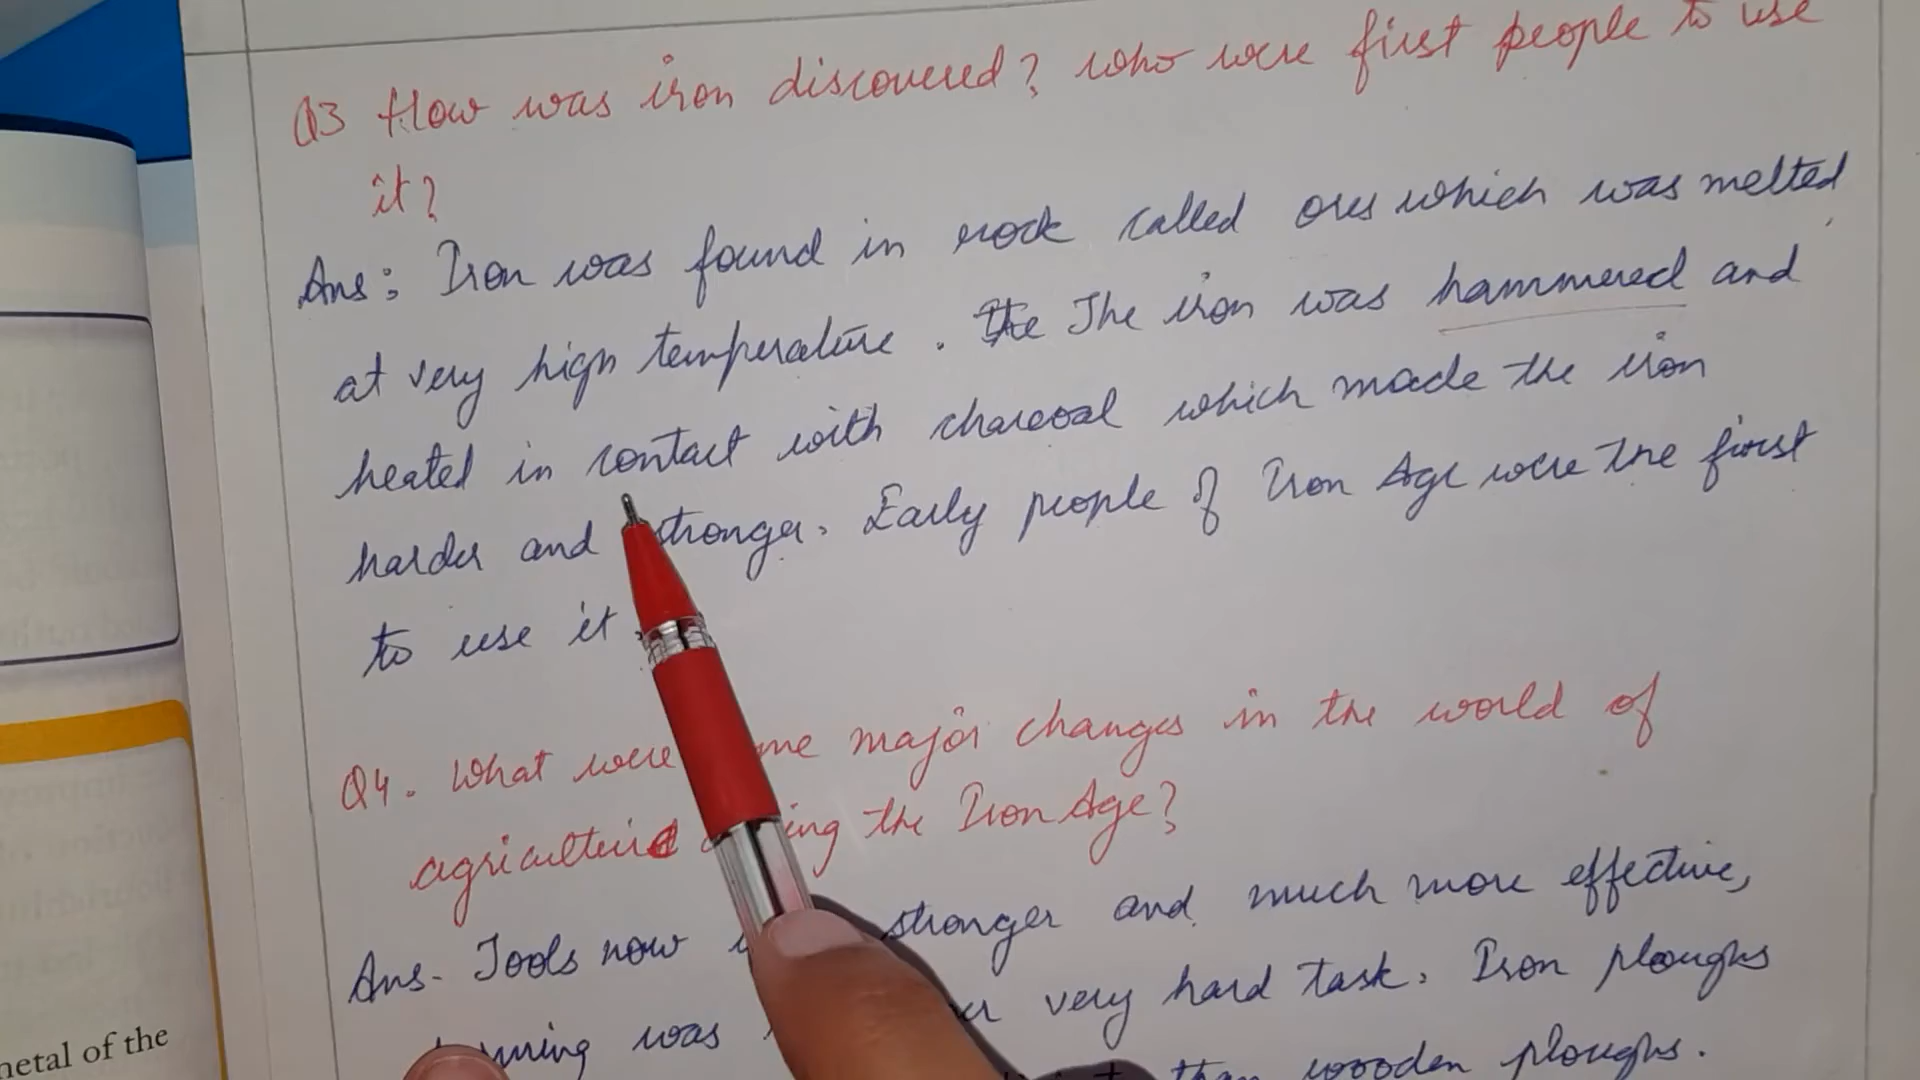 Q3 How was iron discovered? who were first people to use
it?
Ans: Iron was found in rock called ores which was melted
at very high temperature. the The iron was hammered and
heated in contact with charcoal which made the iron
harder and stronger. Early people of Iron Age were the first
to use it.
Q4. What were me major changes in the world of
agriculture ing the Iron Age?
Ans- Tools now stronger and much more effective,
was very hard task. Iron ploughs
than wooden ploughs.
metal of the